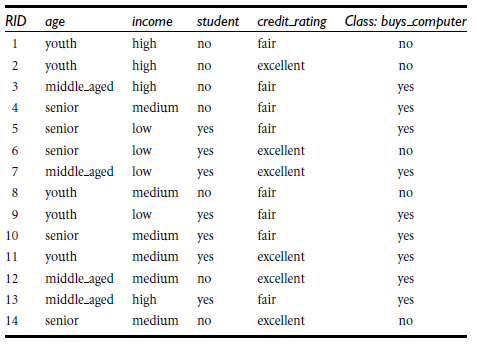 RID age income student credit_rating Class: buys_computer
1 youth high no fair no
2 youth high no excellent no
3 middle_aged high no fair yes
4 senior medium no fair yes
5 senior low yes fair yes
6 senior low yes excellent no
7 middle_aged low yes excellent yes
8 youth medium no fair no
9 youth low yes fair yes
10 senior medium yes fair yes
11 youth medium yes excellent yes
12 middle_aged medium no excellent yes
13 middle_aged high yes fair yes
14 senior medium no excellent no